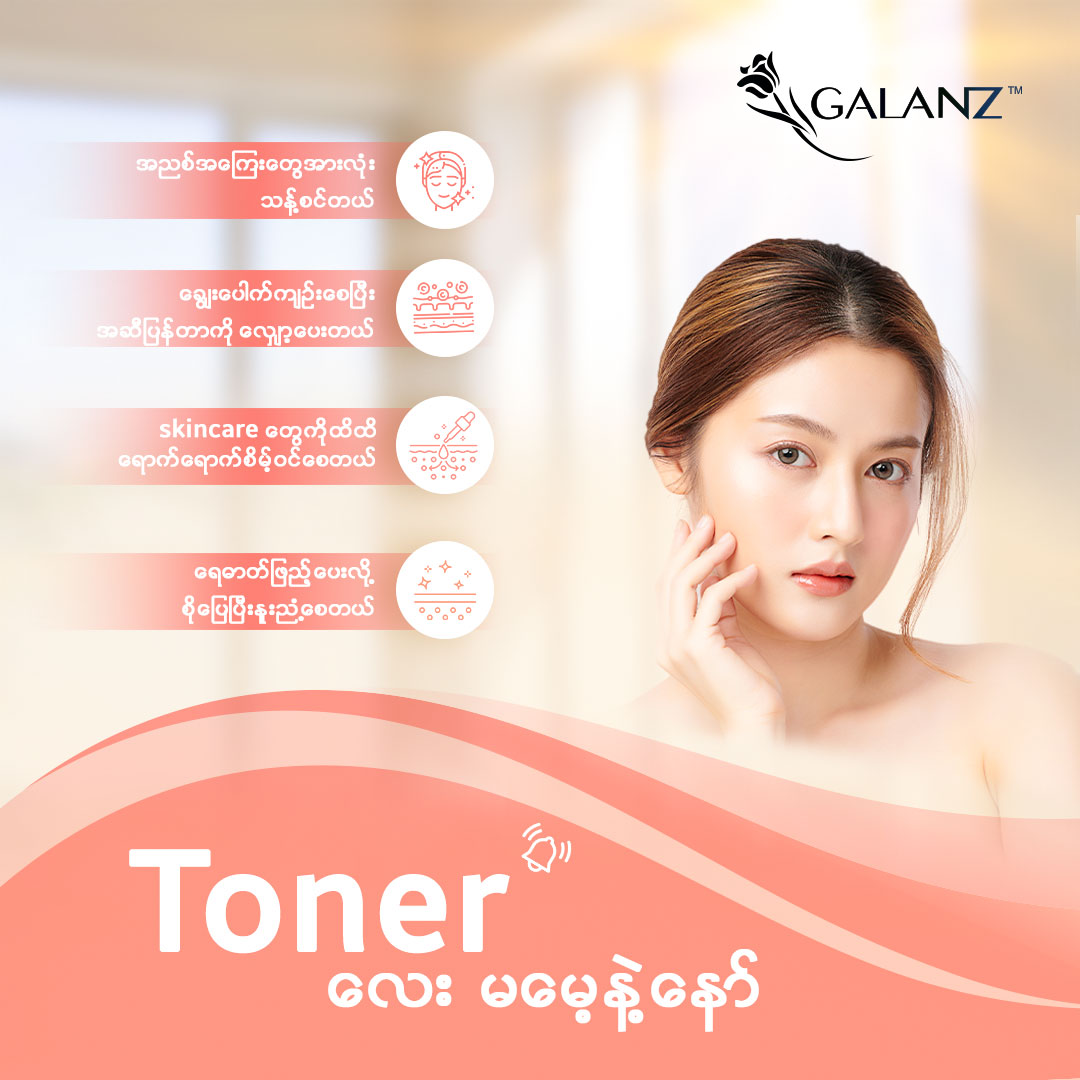 GALANZ™
အညစ်အကြေးတွေအားလုံး
သန့်စင်တယ်
ချွေးပေါက်ကျဉ်းစေပြီး
အဆီပြန်တာကို လျှော့ပေးတယ်
skincare တွေကိုထိထိ
ရောက်ရောက်စိမ့်ဝင်စေတယ်
ရေဓာတ်ဖြည့်ပေးလို့
စိုပြေပြီးနူးညံ့စေတယ်
Toner
လေး မမေ့နဲ့နော်